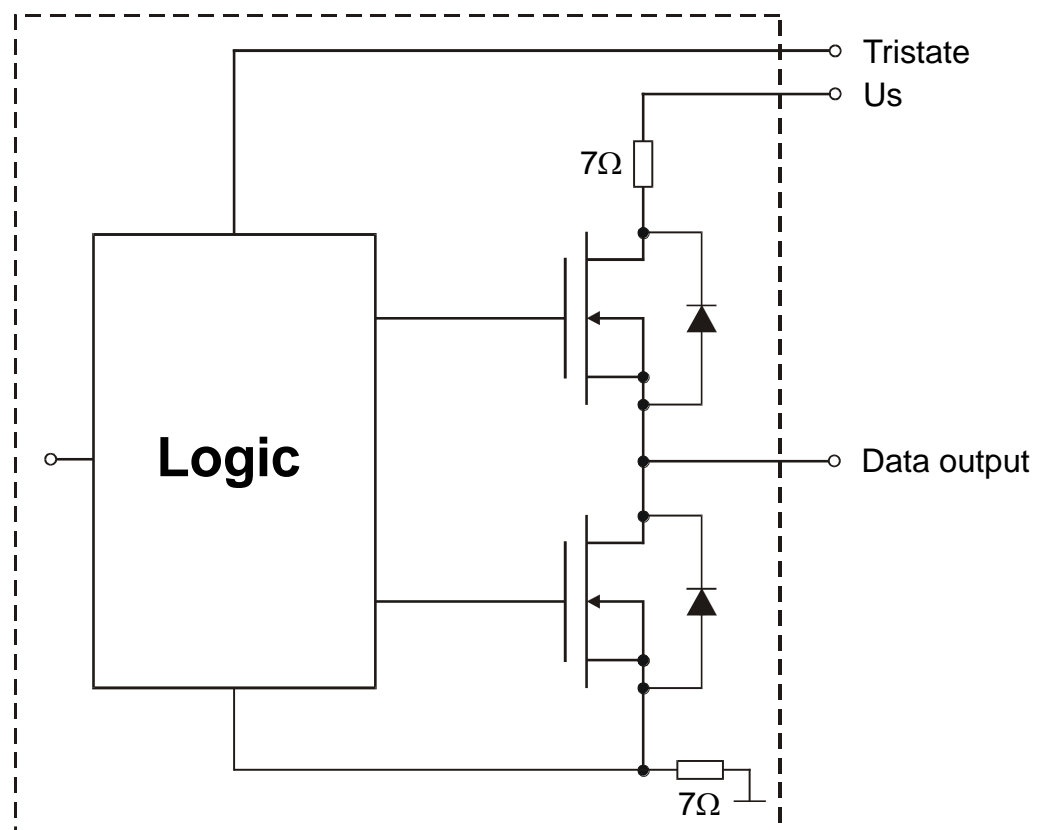 Tristate
Us
7Ω
Logic
Data output
7Ω